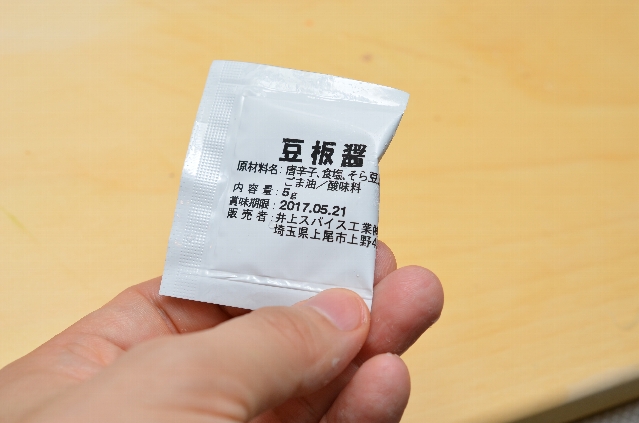 豆板醤
原材料名：唐辛子、食塩、そら豆、
ごま油／酸味料
内容量：5g
賞味期限：2017.05.21
販売者：井上スパイス工業㈱
埼玉県上尾市上野4